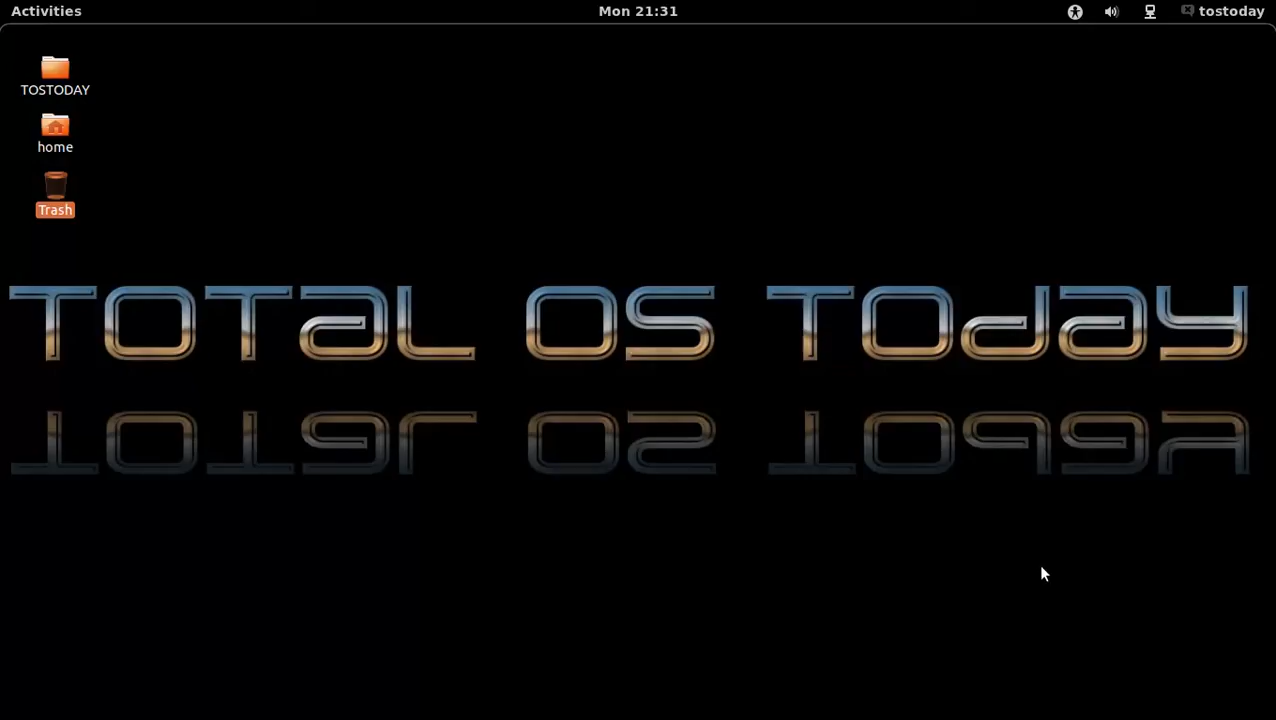 Activities Mon 21:31 tostoday
TOSTODAY
home
Trash
TOTaL OS TOday